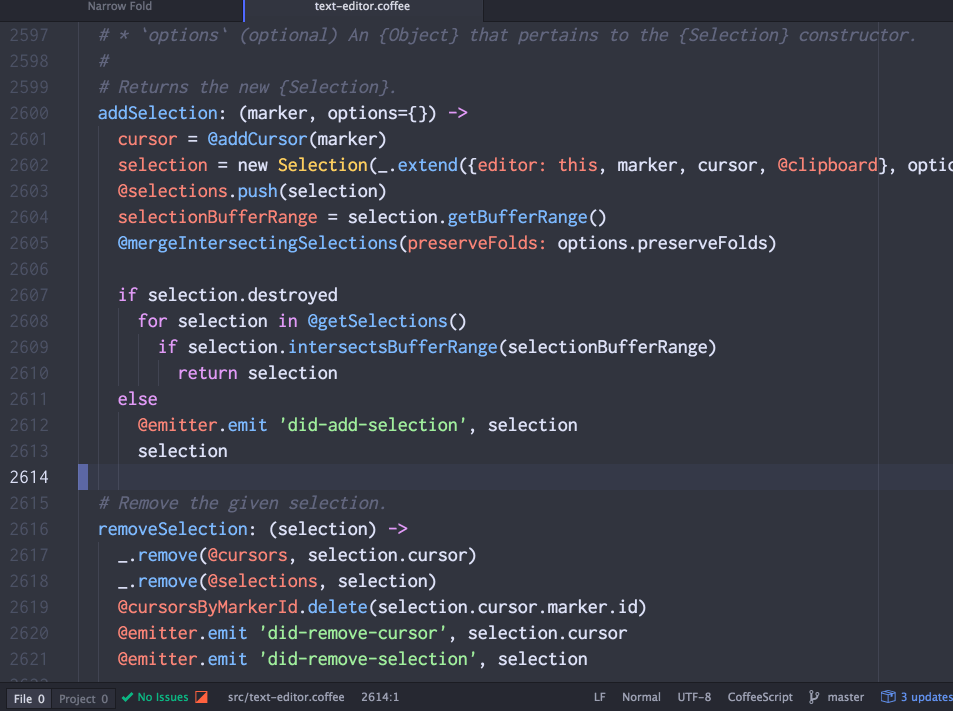 Narrow Fold
text-editor.coffee
2597 # * `options` (optional) An {Object} that pertains to the {Selection} constructor.
2598 #
2599 # Returns the new {Selection}.
2600 addSelection: (marker, options={}) ->
2601 cursor = @addCursor(marker)
2602 selection = new Selection(_.extend({editor: this, marker, cursor, @clipboard}, optio
2603 @selections.push(selection)
2604 selectionBufferRange = selection.getBufferRange()
2605 @mergeIntersectingSelections(preserveFolds: options.preserveFolds)
2606
2607 if selection.destroyed
2608 for selection in @getSelections()
2609 if selection.intersectsBufferRange(selectionBufferRange)
2610 return selection
2611 else
2612 @emitter.emit 'did-add-selection', selection
2613 selection
2614
2615 # Remove the given selection.
2616 removeSelection: (selection) ->
2617 _.remove(@cursors, selection.cursor)
2618 _.remove(@selections, selection)
2619 @cursorsByMarkerId.delete(selection.cursor.marker.id)
2620 @emitter.emit 'did-remove-cursor', selection.cursor
2621 @emitter.emit 'did-remove-selection', selection
File 0 Project 0 No Issues src/text-editor.coffee 2614:1 LF Normal UTF-8 CoffeeScript master 3 updates